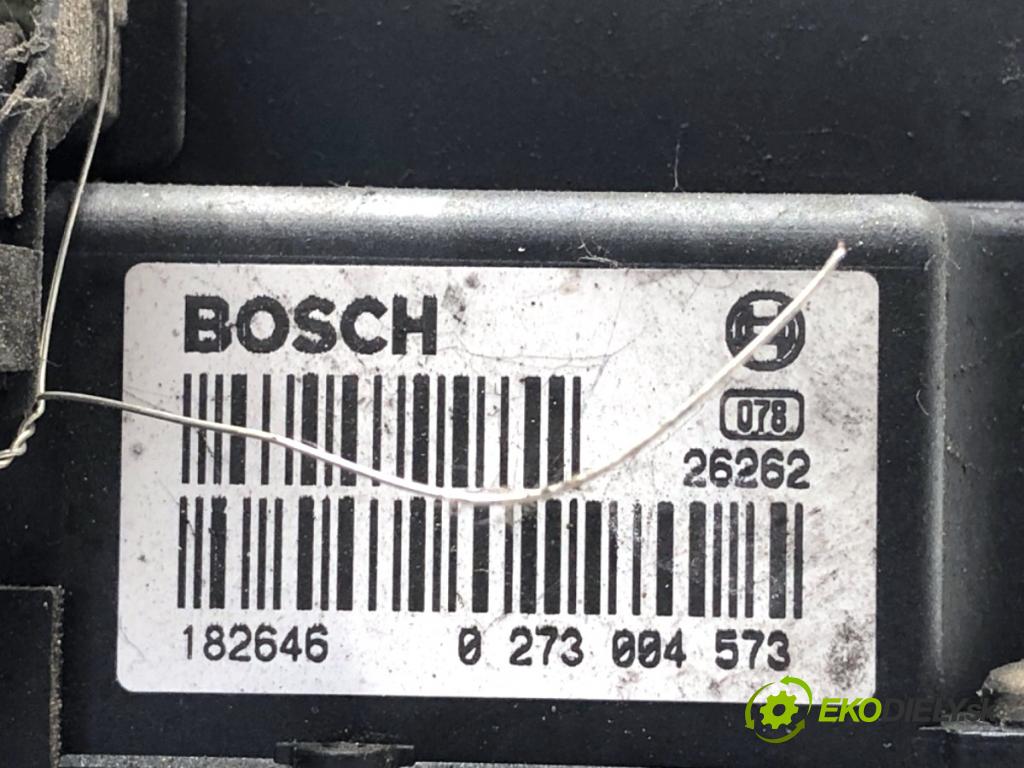 BOSCH
078
26262
182646 0 273 004 573
EKODIELY.sk